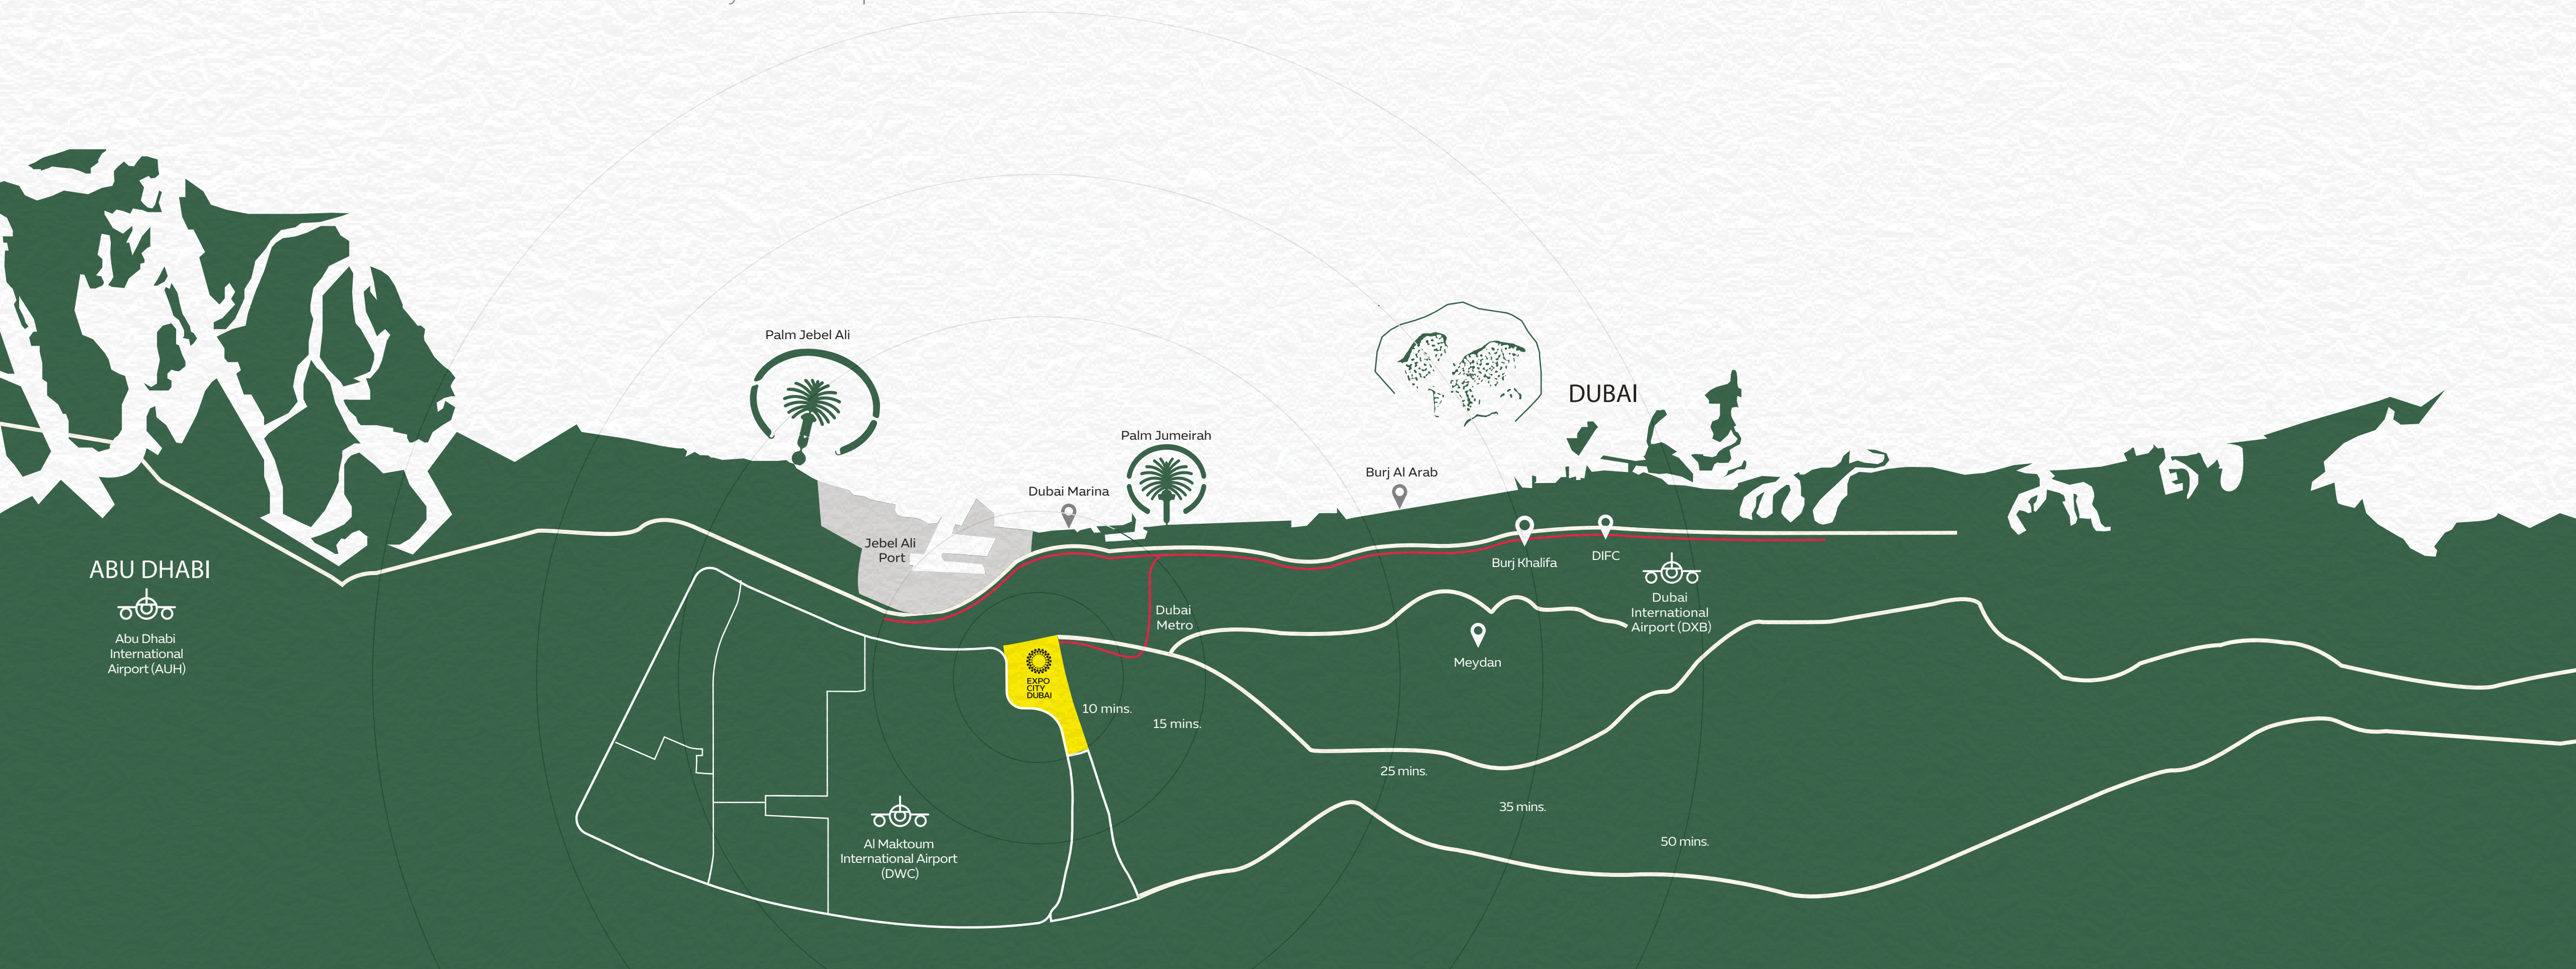 Palm Jebel Ali
DUBAI
Palm Jumeirah
Burj Al Arab
Dubai Marina
Jebel Ali
Port
Burj Khalifa
DIFC
ABU DHABI
Abu Dhabi
International
Airport (AUH)
Dubai
Metro
Dubai
International
Airport (DXB)
Meydan
EXPO
CITY
DUBAI
10 mins.
15 mins.
25 mins.
35 mins.
50 mins.
Al Maktoum
International Airport
(DWC)